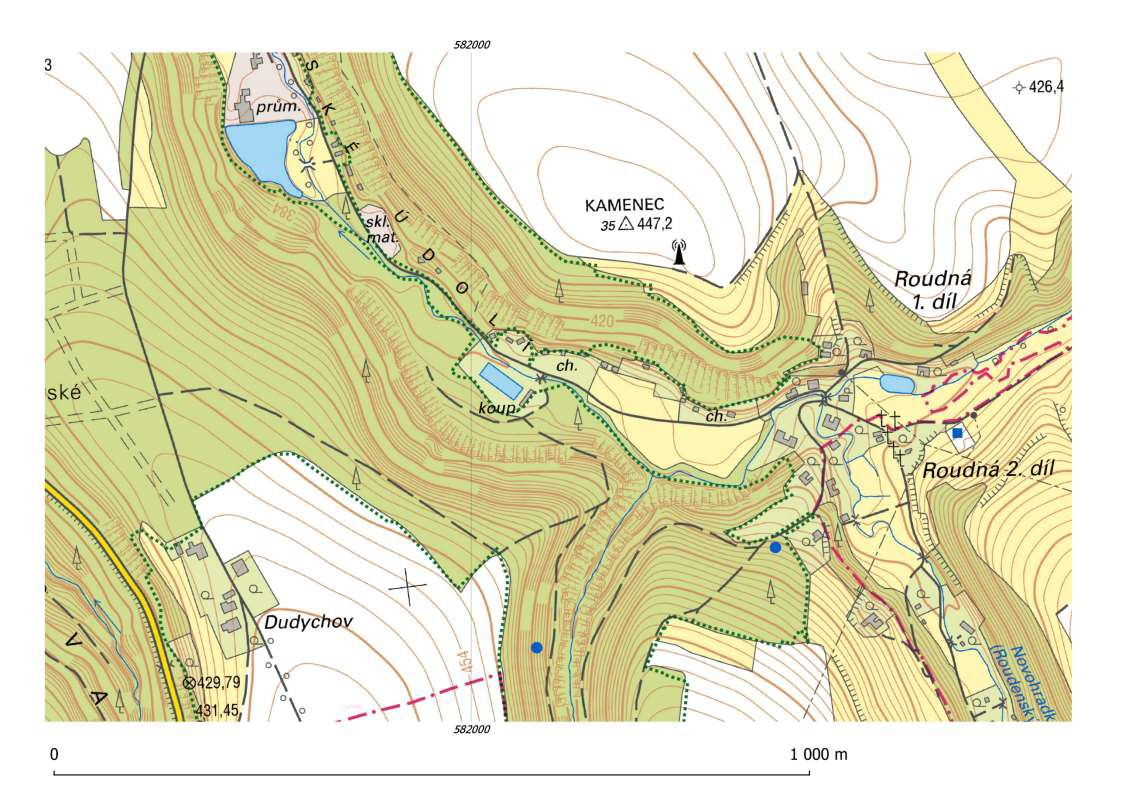 582000
3
S
K
É
Ú
D
O
L
Í
prům.
426,4
KAMENEC
35 447,2
skl.
mat.
384
Roudná
1. díl
420
ch.
ské
koup.
ch.
Roudná 2. díl
Dudychov
454
V
A
429,79
431,45
Novohradk
(Roudenský
582000
0
1 000 m